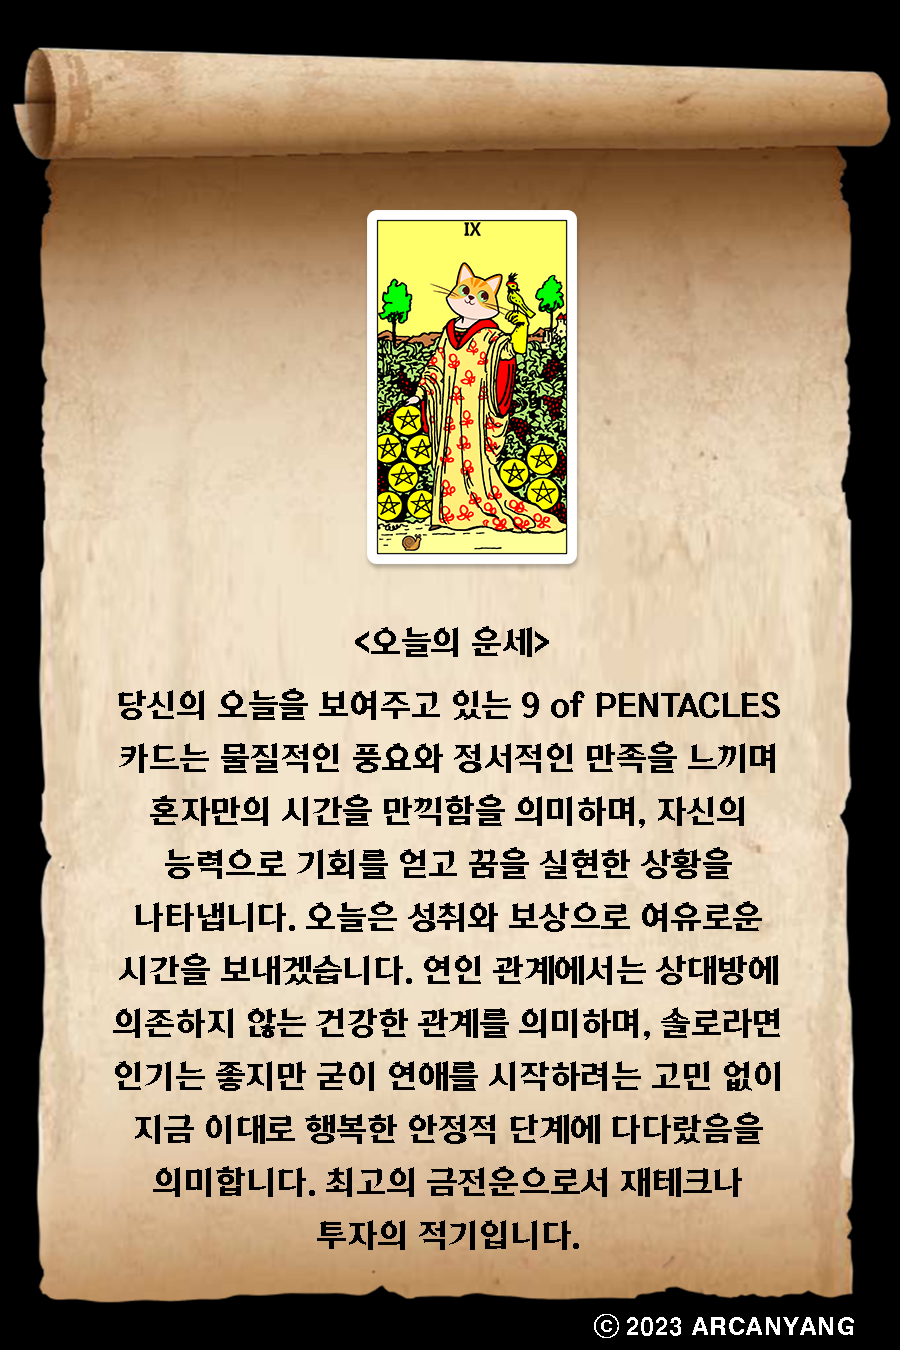 IX
<오늘의 운세>
당신의 오늘을 보여주고 있는 9 of PENTACLES
카드는 물질적인 풍요와 정서적인 만족을 느끼며
혼자만의 시간을 만끽함을 의미하며, 자신의
능력으로 기회를 얻고 꿈을 실현한 상황을
나타냅니다. 오늘은 성취와 보상으로 여유로운
시간을 보내겠습니다. 연인 관계에서는 상대방에
의존하지 않는 건강한 관계를 의미하며, 솔로라면
인기는 좋지만 굳이 연애를 시작하려는 고민 없이
지금 이대로 행복한 안정적 단계에 다다랐음을
의미합니다. 최고의 금전운으로서 재테크나
투자의 적기입니다.
ⓒ 2023 ARCANYANG